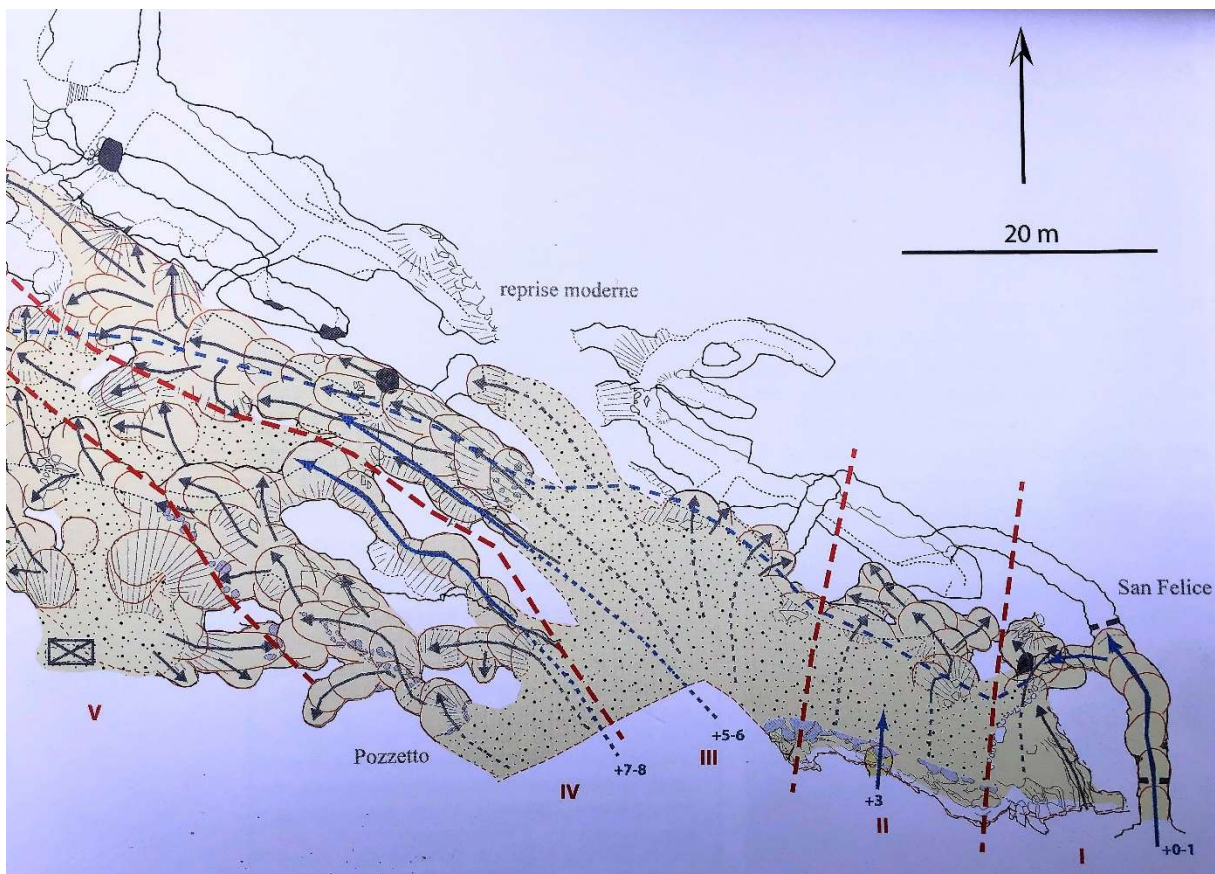 20 m
reprise moderne
San Felice
V
Pozzetto
IV
+7-8
III
+5-6
+3
II
I
+0-1